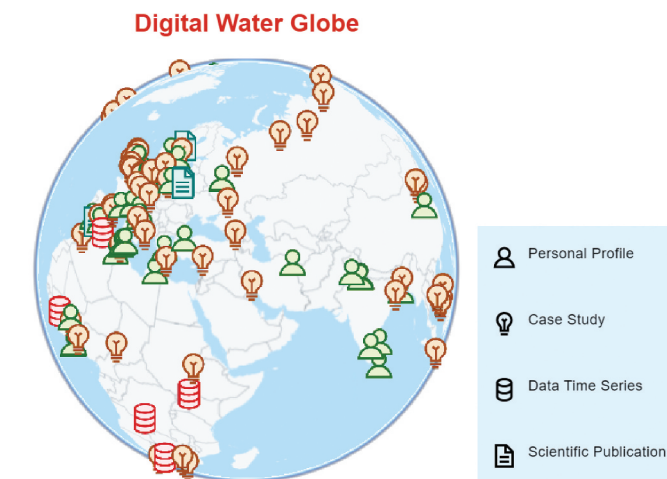 Digital Water Globe
Personal Profile
Case Study
Data Time Series
Scientific Publication